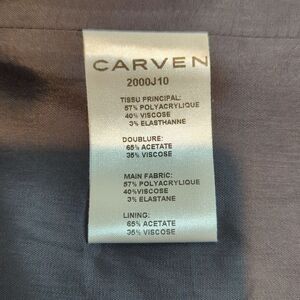 CARVEN
2000J10
TISSU PRINCIPAL:
57% POLYACRYLIQUE
40% VISCOSE
3% ELASTHANNE
DOUBLURE:
65% ACETATE
35% VISCOSE
MAIN FABRIC:
57% POLYACRYLIQUE
40%VISCOSE
3% ELASTANE
LINING:
65% ACETATE
35% VISCOSE